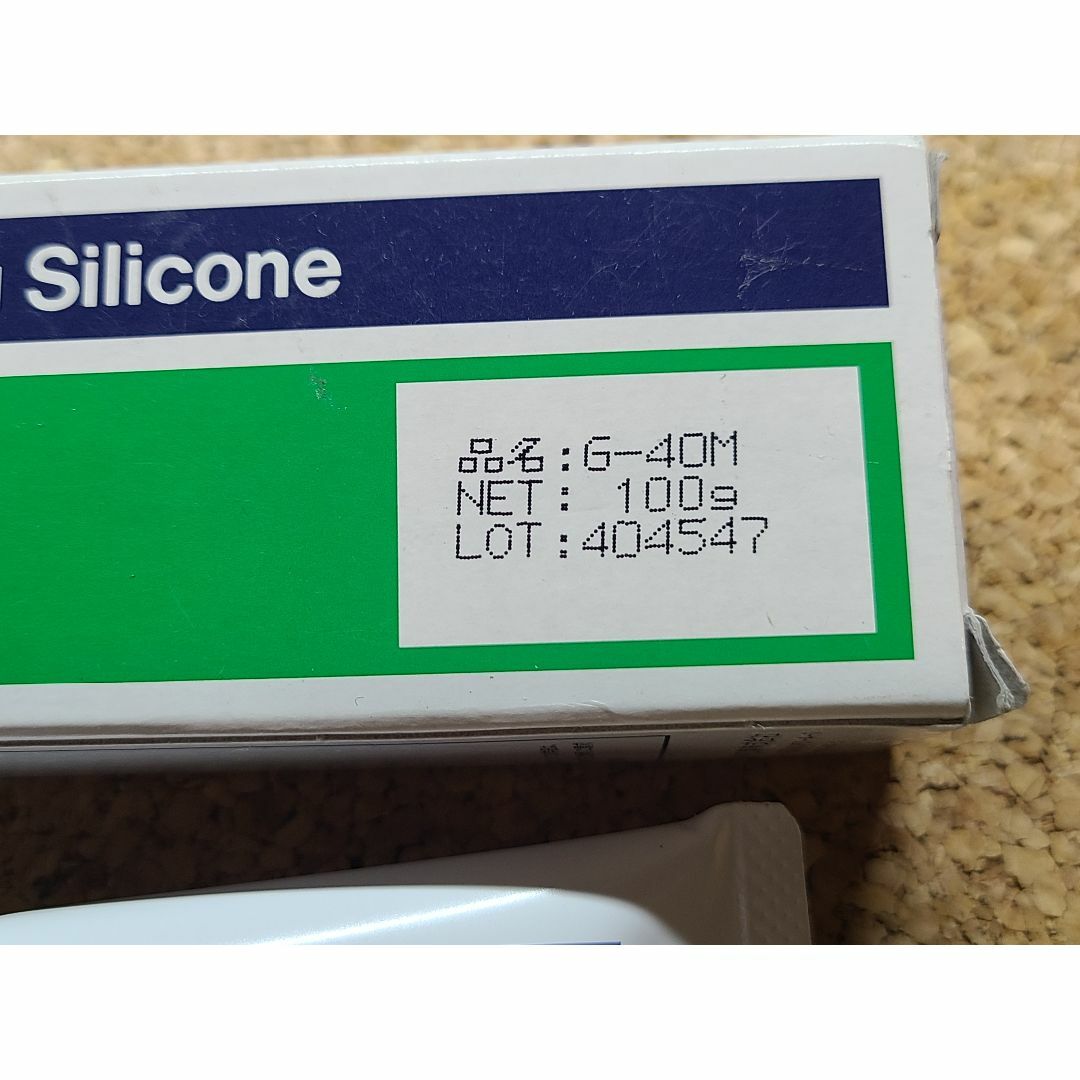 Silicone
品名:G-40M
NET: 100g
LOT:404547